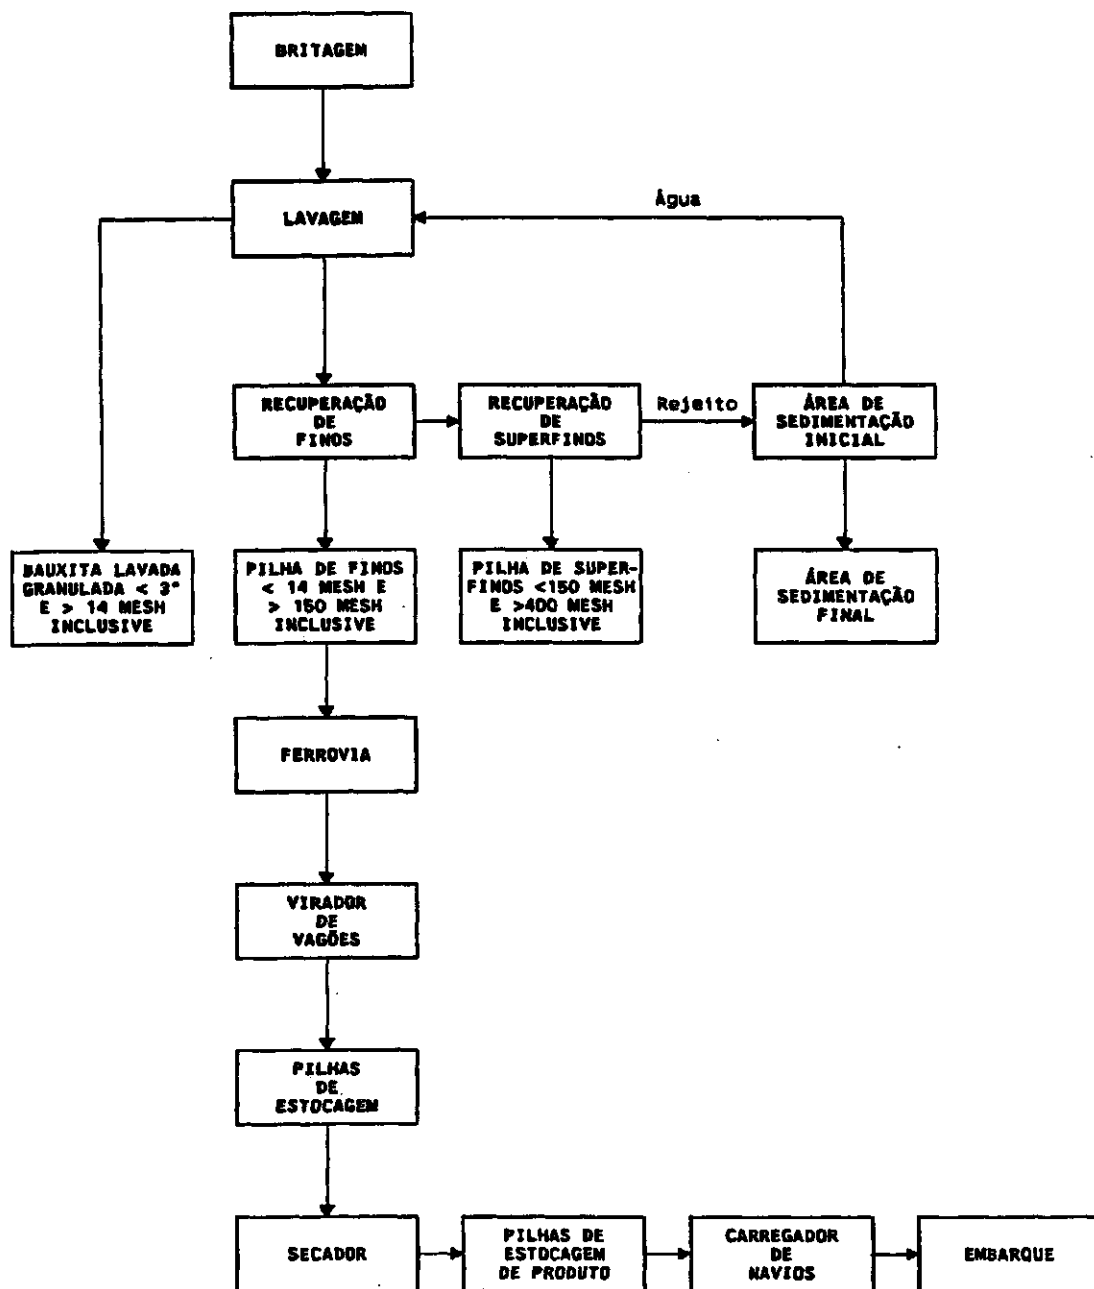 BRITAGEM
LAVAGEM
Água
RECUPERAÇÃO
DE
FINOS
RECUPERAÇÃO
DE
SUPERFINOS
Rejeito
ÁREA DE
SEDIMENTAÇÃO
INICIAL
BAUXITA LAVADA
GRANULADA < 3"
E > 14 MESH
INCLUSIVE
PILHA DE FINOS
< 14 MESH E
> 150 MESH
INCLUSIVE
PILHA DE SUPER-
FINOS <150 MESH
E >400 MESH
INCLUSIVE
ÁREA DE
SEDIMENTAÇÃO
FINAL
FERROVIA
VIRADOR
DE
VAGÕES
PILHAS
DE
ESTOCAGEM
SECADOR
PILHAS DE
ESTOCAGEM
DE PRODUTO
CARREGADOR
DE
NAVIOS
EMBARQUE